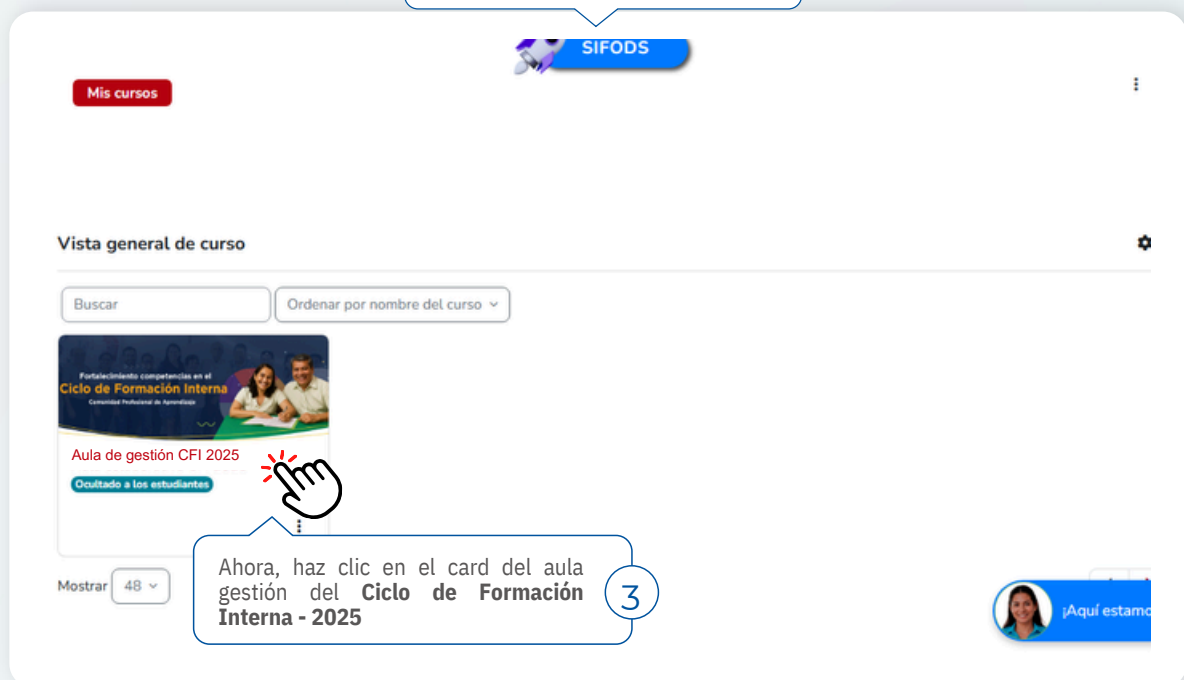 SIFODS
Mis cursos
Vista general de curso
Buscar
Ordenar por nombre del curso
Fortalecimiento competencias en el
Ciclo de Formación Interna
Comunidad Profesional de Aprendizaje
Aula de gestión CFI 2025
Ocultado a los estudiantes
Ahora, haz clic en el card del aula
gestión del Ciclo de Formación
Interna - 2025
3
Mostrar 48
¡Aquí estamo